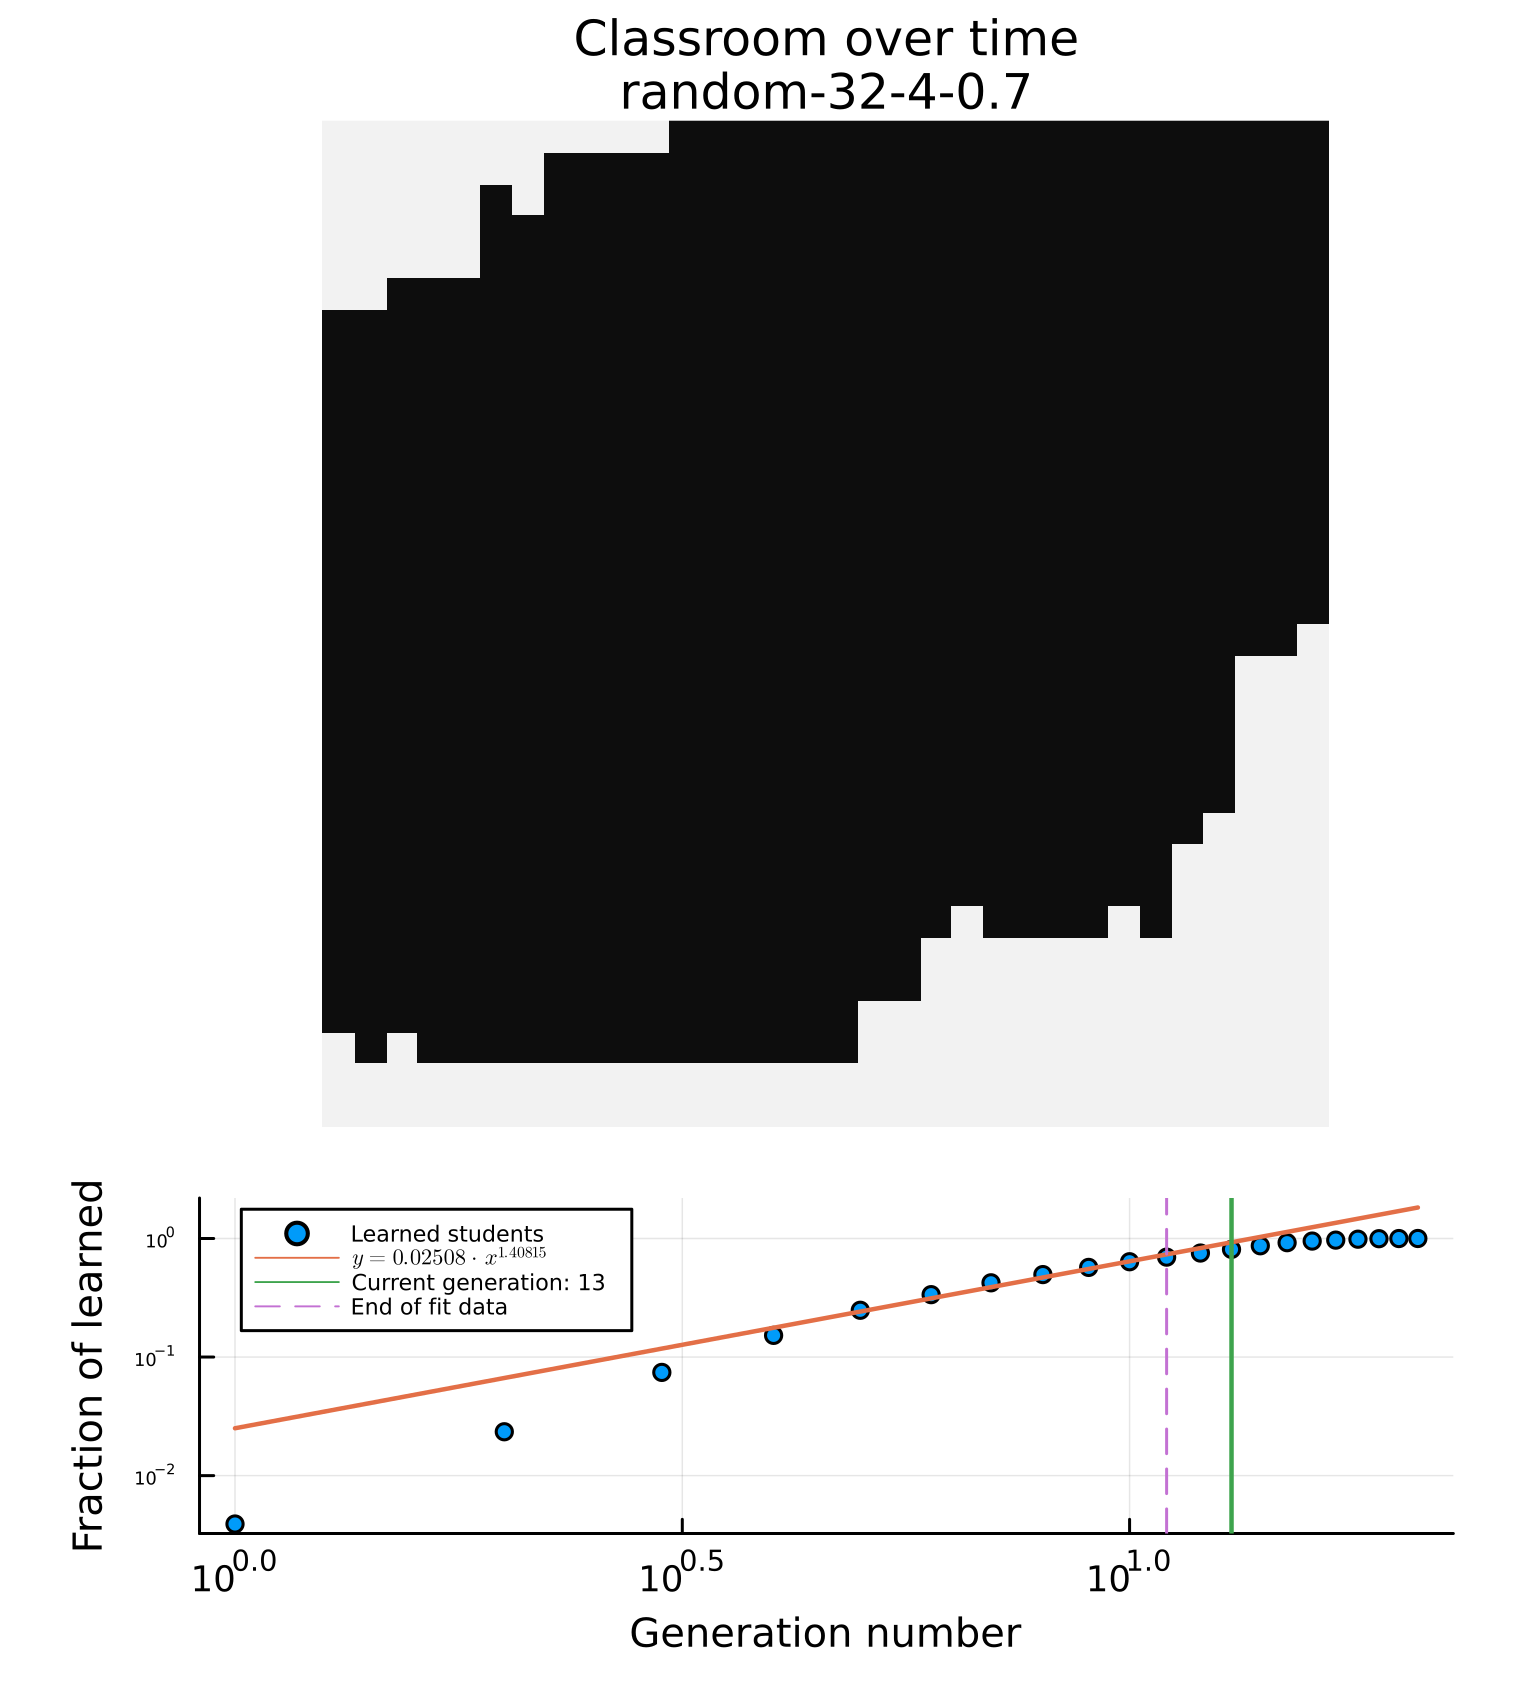 Classroom over time
random-32-4-0.7
Fraction of learned
10⁰
10⁻¹
10⁻²
Learned students
y = 0.02508 · x^1.40815
Current generation: 13
End of fit data
10^0.0 10^0.5 10^1.0
Generation number